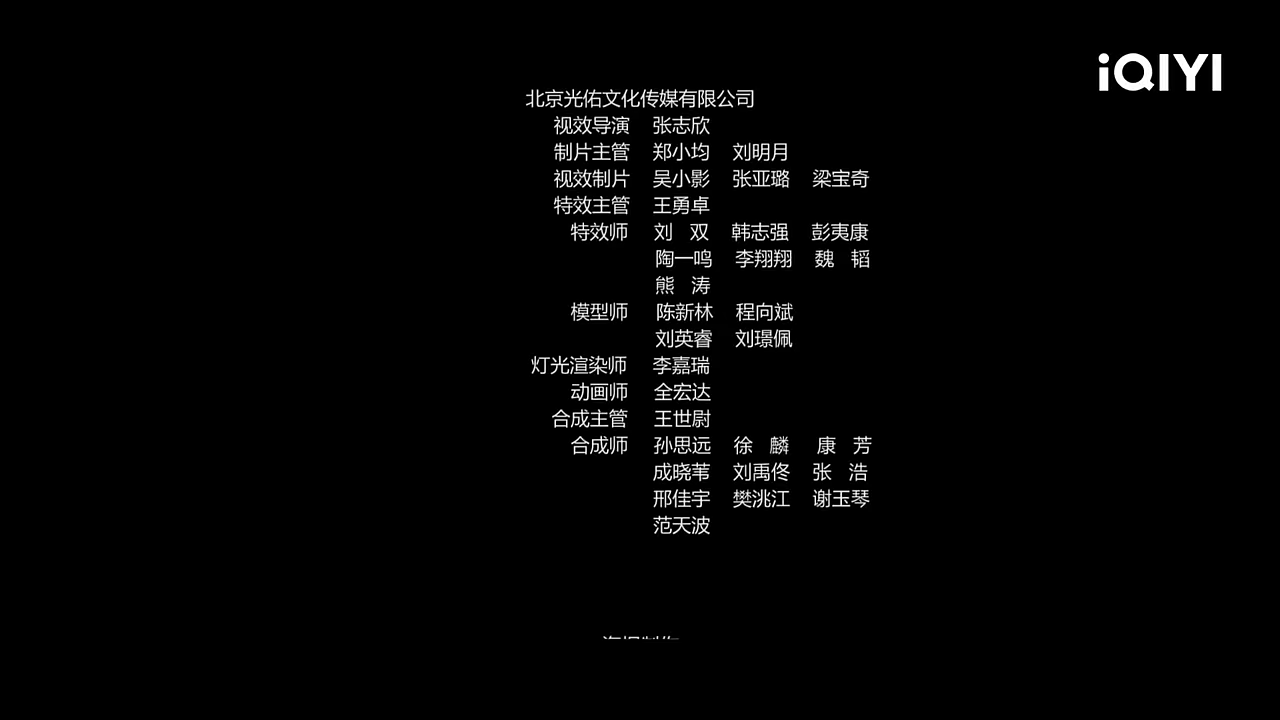 iQIYI
北京光佑文化传媒有限公司
视效导演 张志欣
制片主管 郑小均 刘明月
视效制片 吴小影 张亚璐 梁宝奇
特效主管 王勇卓
特效师 刘 双 韩志强 彭夷康
陶一鸣 李翔翔 魏 韬
熊 涛
模型师 陈新林 程向斌
刘英睿 刘璟佩
灯光渲染师 李嘉瑞
动画师 全宏达
合成主管 王世尉
合成师 孙思远 徐 麟 康 芳
成晓苇 刘禹佟 张 浩
邢佳宇 樊洮江 谢玉琴
范天波